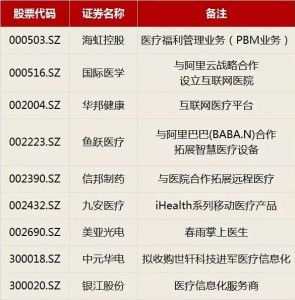 股票代码 证券名称 备注
000503.SZ 海虹控股 医疗福利管理业务（PBM业务）
000516.SZ 国际医学 与阿里云战略合作
设立互联网医院
002004.SZ 华邦健康 互联网医疗平台
002223.SZ 鱼跃医疗 与阿里巴巴(BABA.N)合作
拓展智慧医疗设备
002390.SZ 信邦制药 与医院合作拓展远程医疗
002432.SZ 九安医疗 iHealth系列移动医疗产品
002690.SZ 美亚光电 春雨掌上医生
300018.SZ 中元华电 拟收购世轩科技进军医疗信息化
300020.SZ 银江股份 医疗信息化服务商